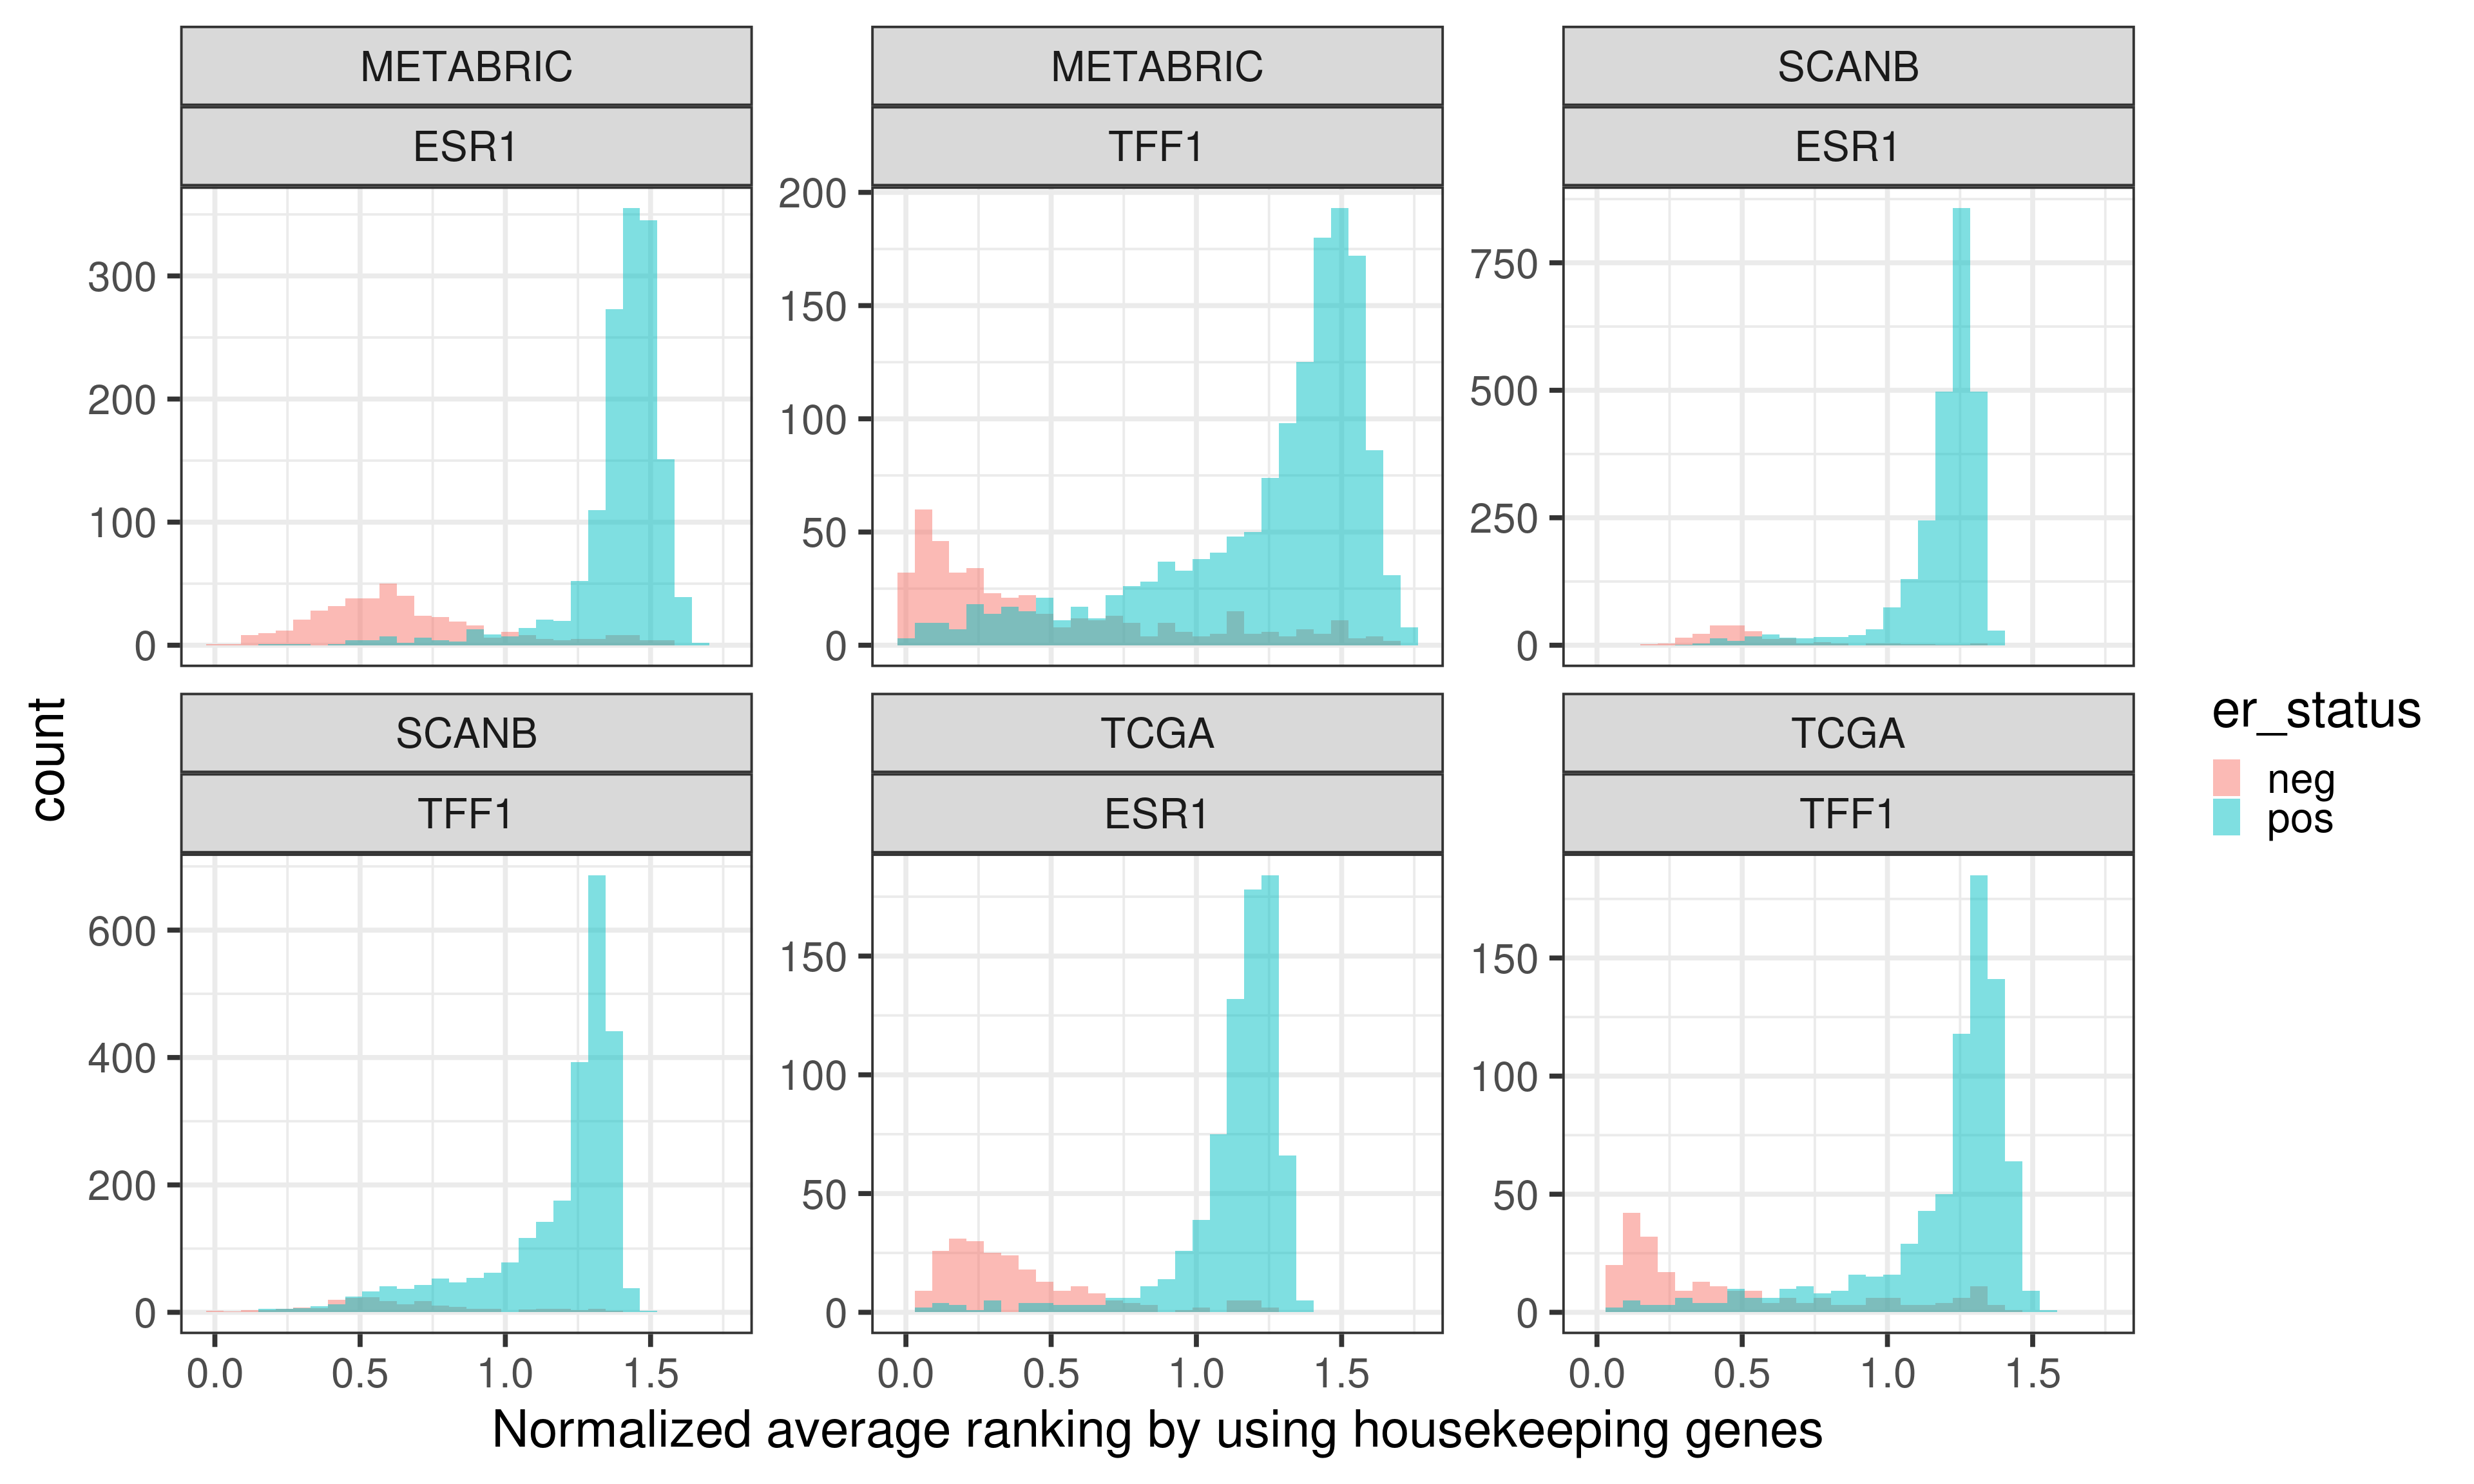 METABRIC
METABRIC
SCANB
ESR1
TFF1
ESR1
300
200
100
0
200
150
100
50
0
750
500
250
0
SCANB
TCGA
TCGA
TFF1
ESR1
TFF1
600
400
200
0
150
100
50
0
150
100
50
0
0.0 0.5 1.0 1.5
0.0 0.5 1.0 1.5
0.0 0.5 1.0 1.5
Normalized average ranking by using housekeeping genes
count
er_status
neg
pos